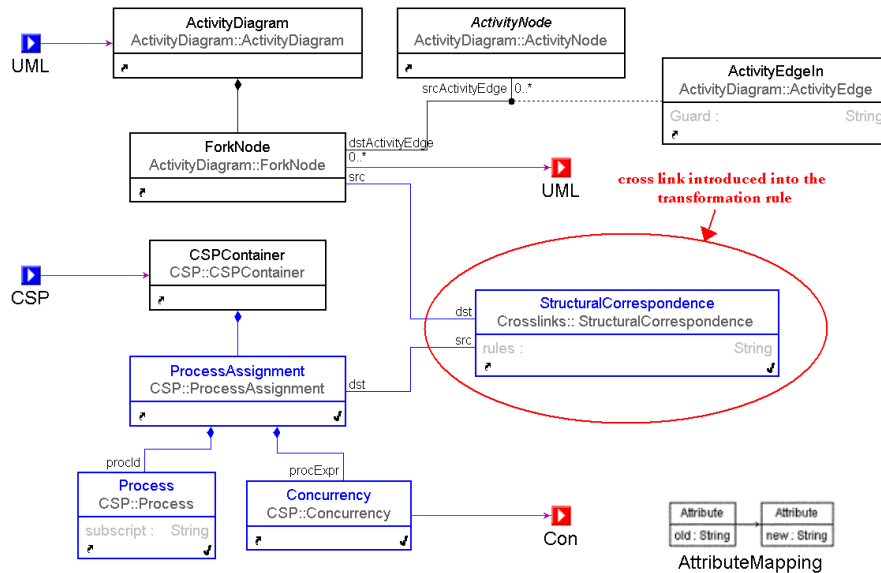 ActivityDiagram
ActivityDiagram::ActivityDiagram
UML
ActivityNode
ActivityDiagram::ActivityNode
srcActivityEdge 0..*
ActivityEdgeIn
ActivityDiagram::ActivityEdge
Guard : String
ForkNode
ActivityDiagram::ForkNode
dstActivityEdge
0..*
src
UML
cross link introduced into the
transformation rule
CSPContainer
CSP::CSPContainer
CSP
StructuralCorrespondence
Crosslinks:: StructuralCorrespondence
rules : String
dst
src
ProcessAssignment
CSP::ProcessAssignment
dst
procId
procExpr
Process
CSP::Process
subscript : String
Concurrency
CSP::Concurrency
Con
Attribute
old : String
Attribute
new : String
AttributeMapping